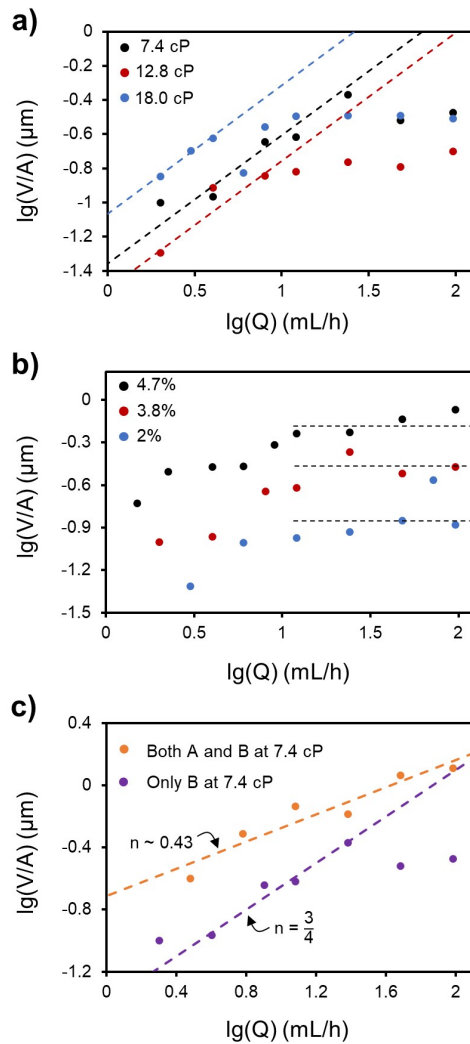 a)
7.4 cP
12.8 cP
18.0 cP
lg(V/A) (µm)
0
-0.2
-0.4
-0.6
-0.8
-1
-1.2
-1.4
0
0.5
1
1.5
2
lg(Q) (mL/h)
b)
4.7%
3.8%
2%
lg(V/A) (µm)
0
-0.3
-0.6
-0.9
-1.2
-1.5
0
0.5
1
1.5
2
lg(Q) (mL/h)
c)
Both A and B at 7.4 cP
Only B at 7.4 cP
n ~ 0.43
n = 3/4
lg(V/A) (µm)
0.4
0
-0.4
-0.8
-1.2
0
0.4
0.8
1.2
1.6
2
lg(Q) (mL/h)